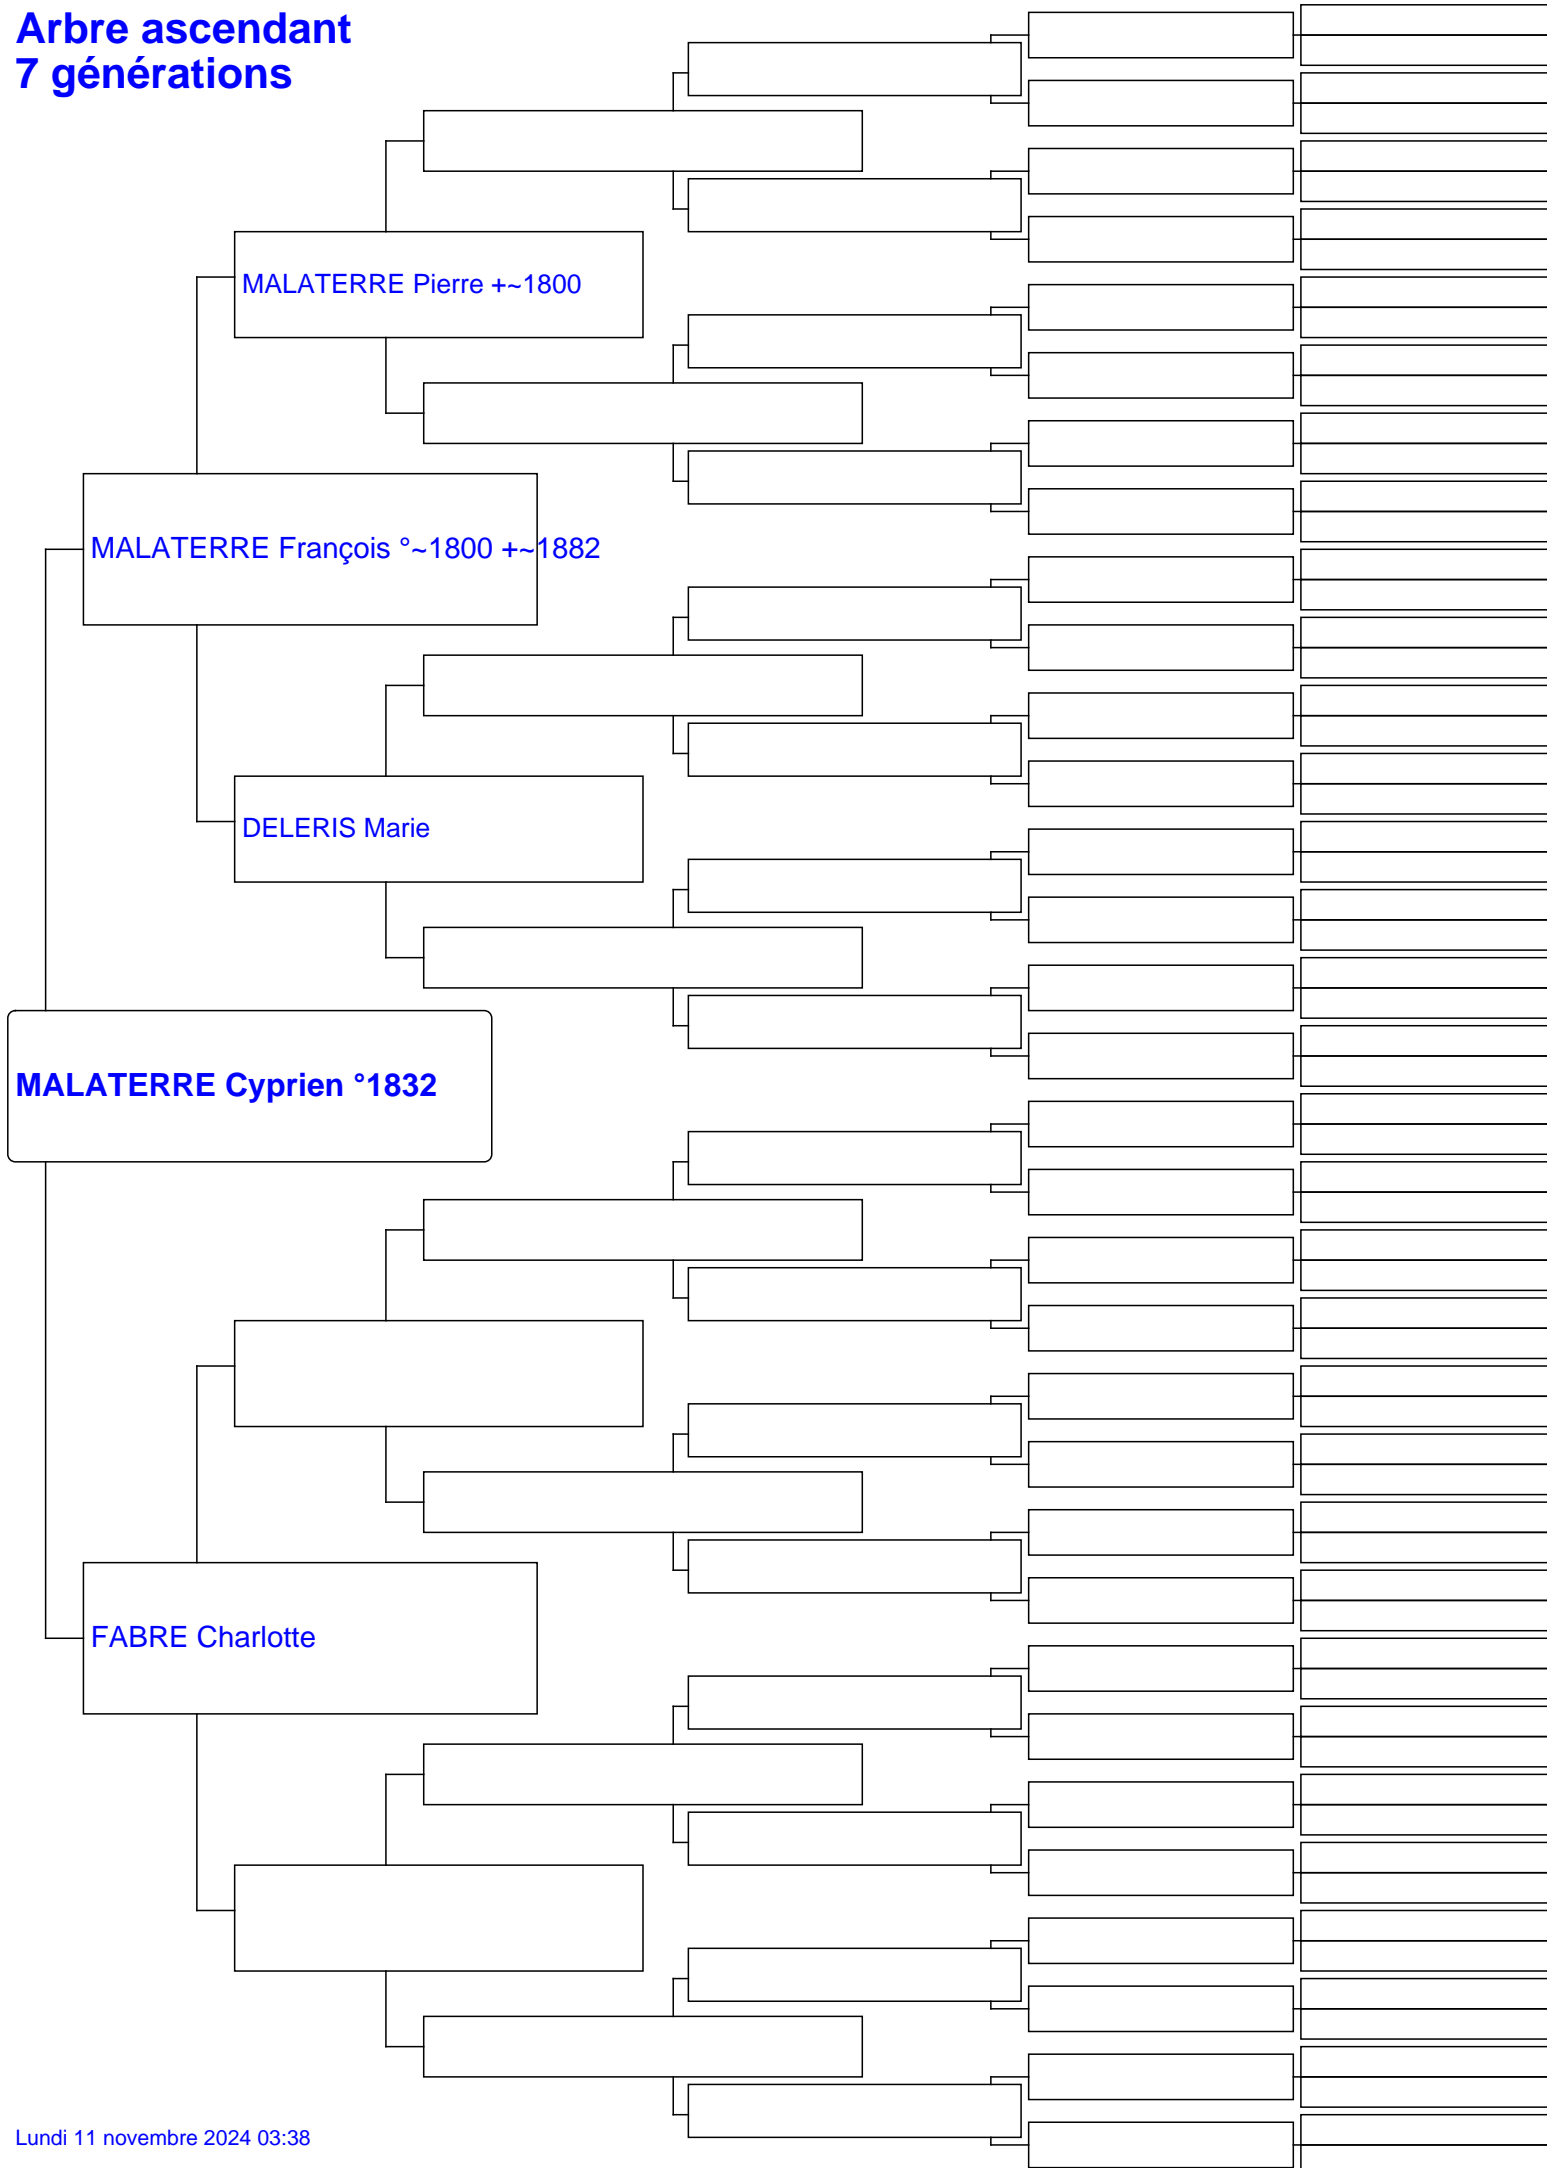 Arbre ascendant
7 générations
MALATERRE Pierre +~1800
MALATERRE François °~1800 +~1882
DELERIS Marie
MALATERRE Cyprien °1832
FABRE Charlotte
Lundi 11 novembre 2024 03:38